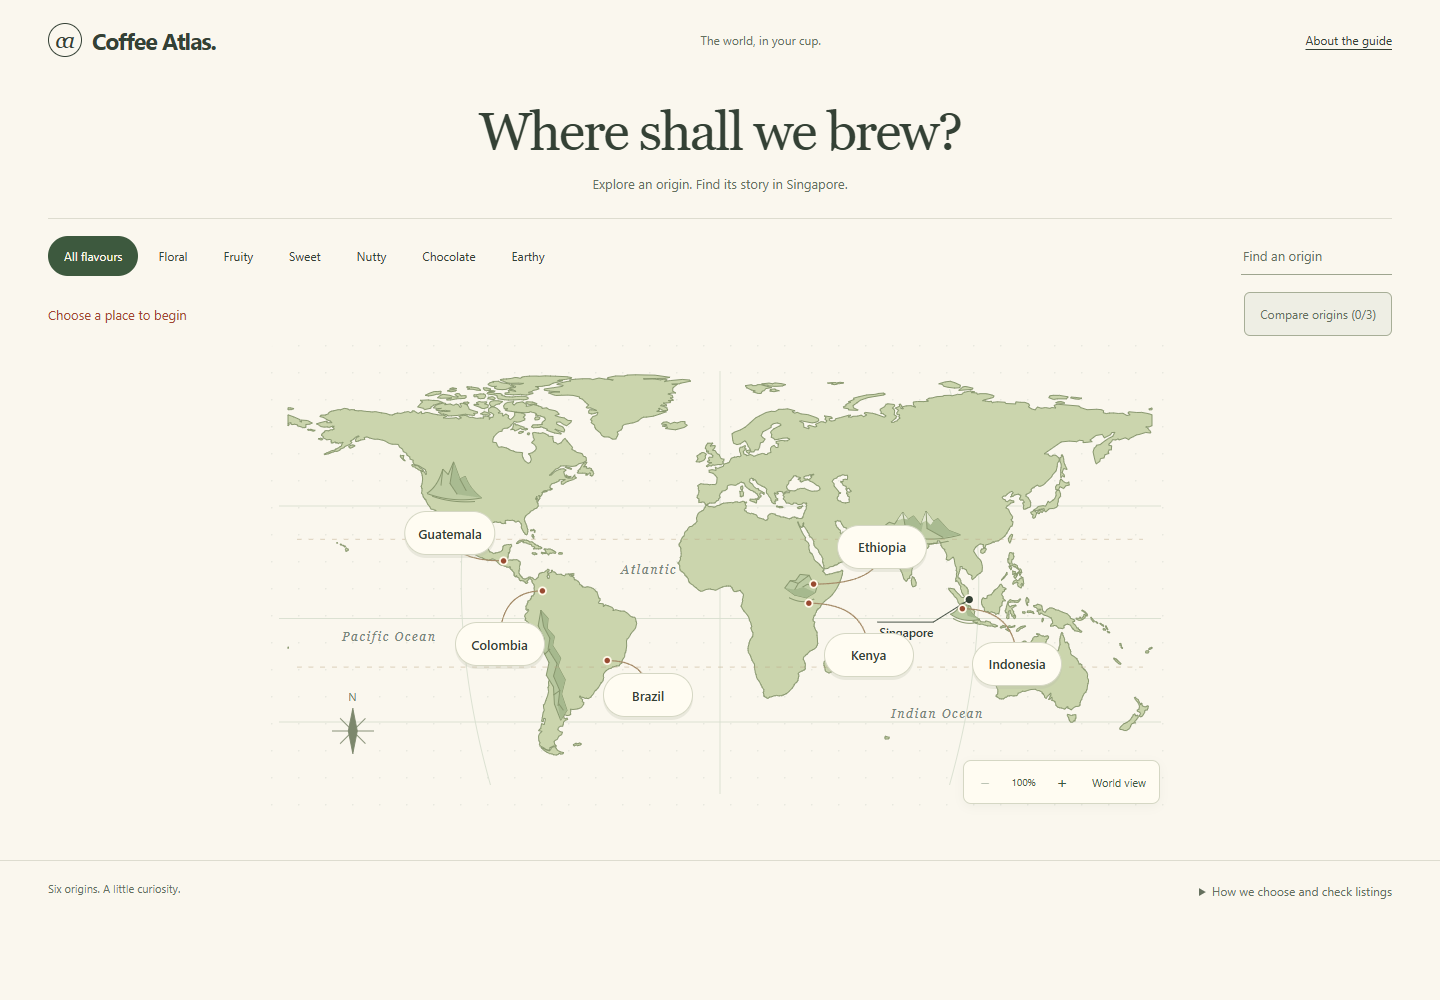 ca Coffee Atlas.
The world, in your cup.
About the guide
Where shall we brew?
Explore an origin. Find its story in Singapore.
All flavours
Floral
Fruity
Sweet
Nutty
Chocolate
Earthy
Find an origin
Choose a place to begin
Compare origins (0/3)
Guatemala
Ethiopia
Atlantic
Singapore
Pacific Ocean
Colombia
Kenya
Indonesia
Brazil
N
Indian Ocean
− 100% + World view
Six origins. A little curiosity.
How we choose and check listings